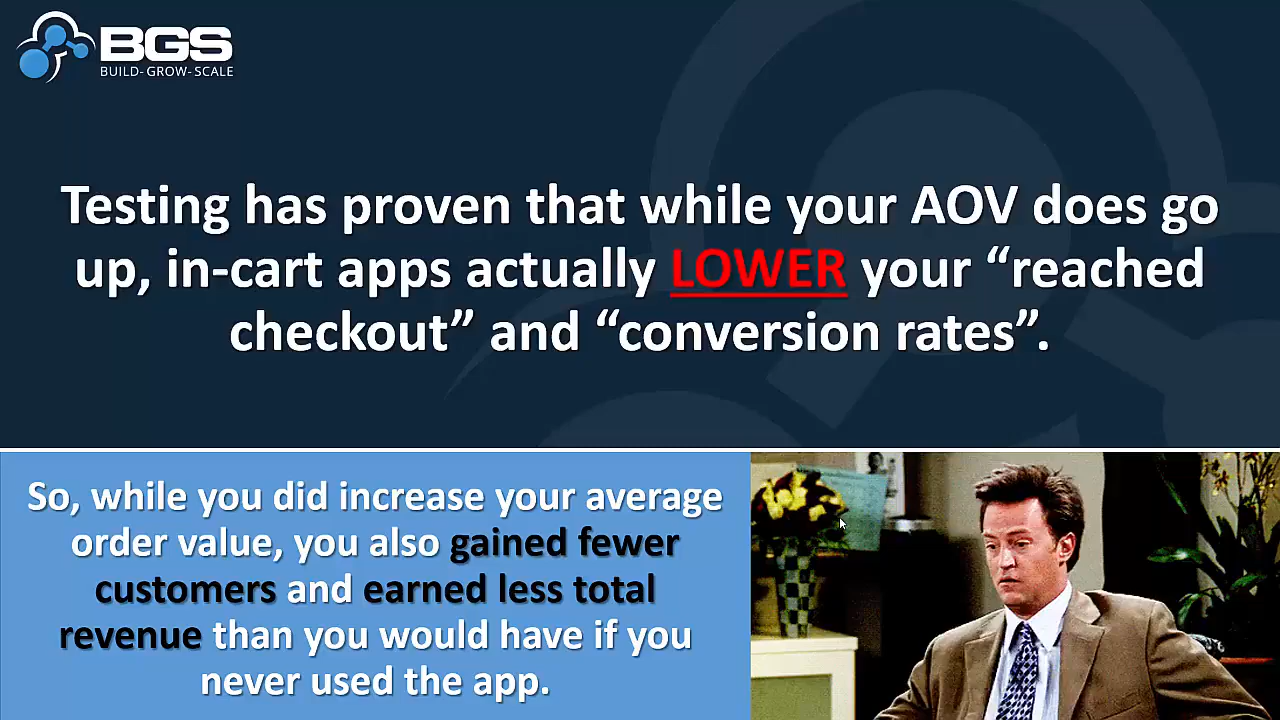 BGS
BUILD-GROW-SCALE
Testing has proven that while your AOV does go
up, in-cart apps actually LOWER your “reached
checkout” and “conversion rates”.
So, while you did increase your average
order value, you also gained fewer
customers and earned less total
revenue than you would have if you
never used the app.